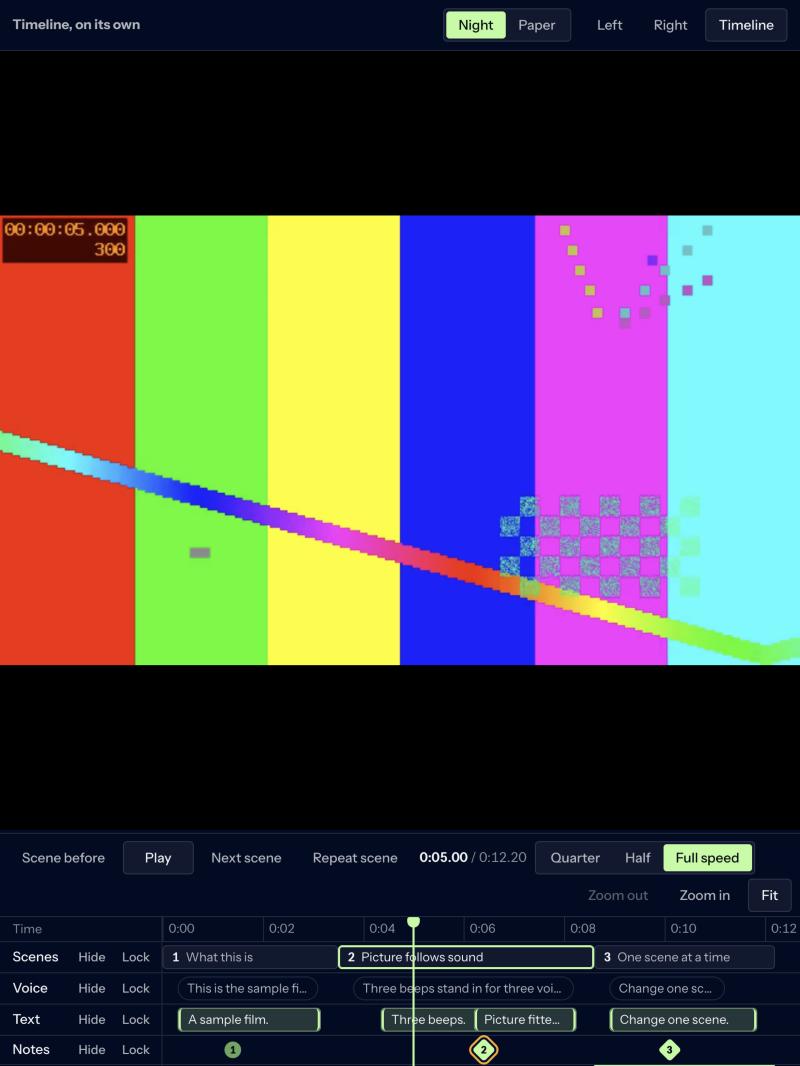 Timeline, on its own
Night Paper Left Right Timeline
00:00:05.000
300
Scene before Play Next scene Repeat scene 0:05.00 / 0:12.20 Quarter Half Full speed
Zoom out Zoom in Fit
Time 0:00 0:02 0:04 0:06 0:08 0:10 0:12
Scenes Hide Lock 1 What this is 2 Picture follows sound 3 One scene at a time
Voice Hide Lock This is the sample fi... Three beeps stand in for three voi... Change one sc...
Text Hide Lock A sample film. Three beeps. Picture fitte... Change one scene.
Notes Hide Lock 1 2 3